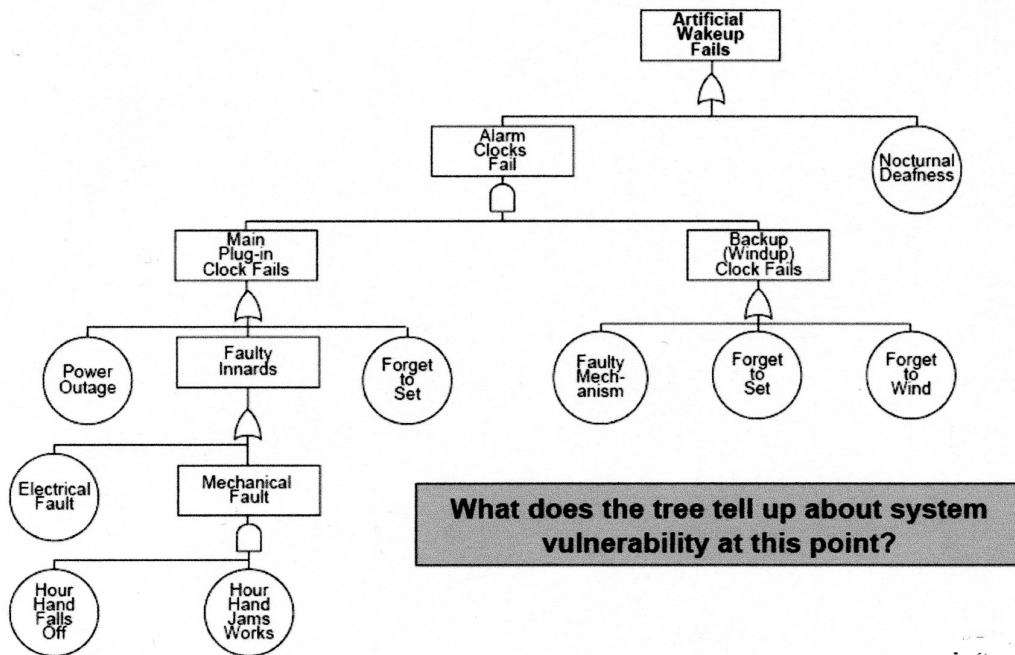 Artificial
Wakeup
Fails
Alarm
Clocks
Fail
Nocturnal
Deafness
Main
Plug-in
Clock Fails
Backup
(Windup)
Clock Fails
Power
Outage
Faulty
Innards
Forget
to
Set
Faulty
Mech-
anism
Forget
to
Set
Forget
to
Wind
Electrical
Fault
Mechanical
Fault
What does the tree tell up about system
vulnerability at this point?
Hour
Hand
Falls
Off
Hour
Hand
Jams
Works